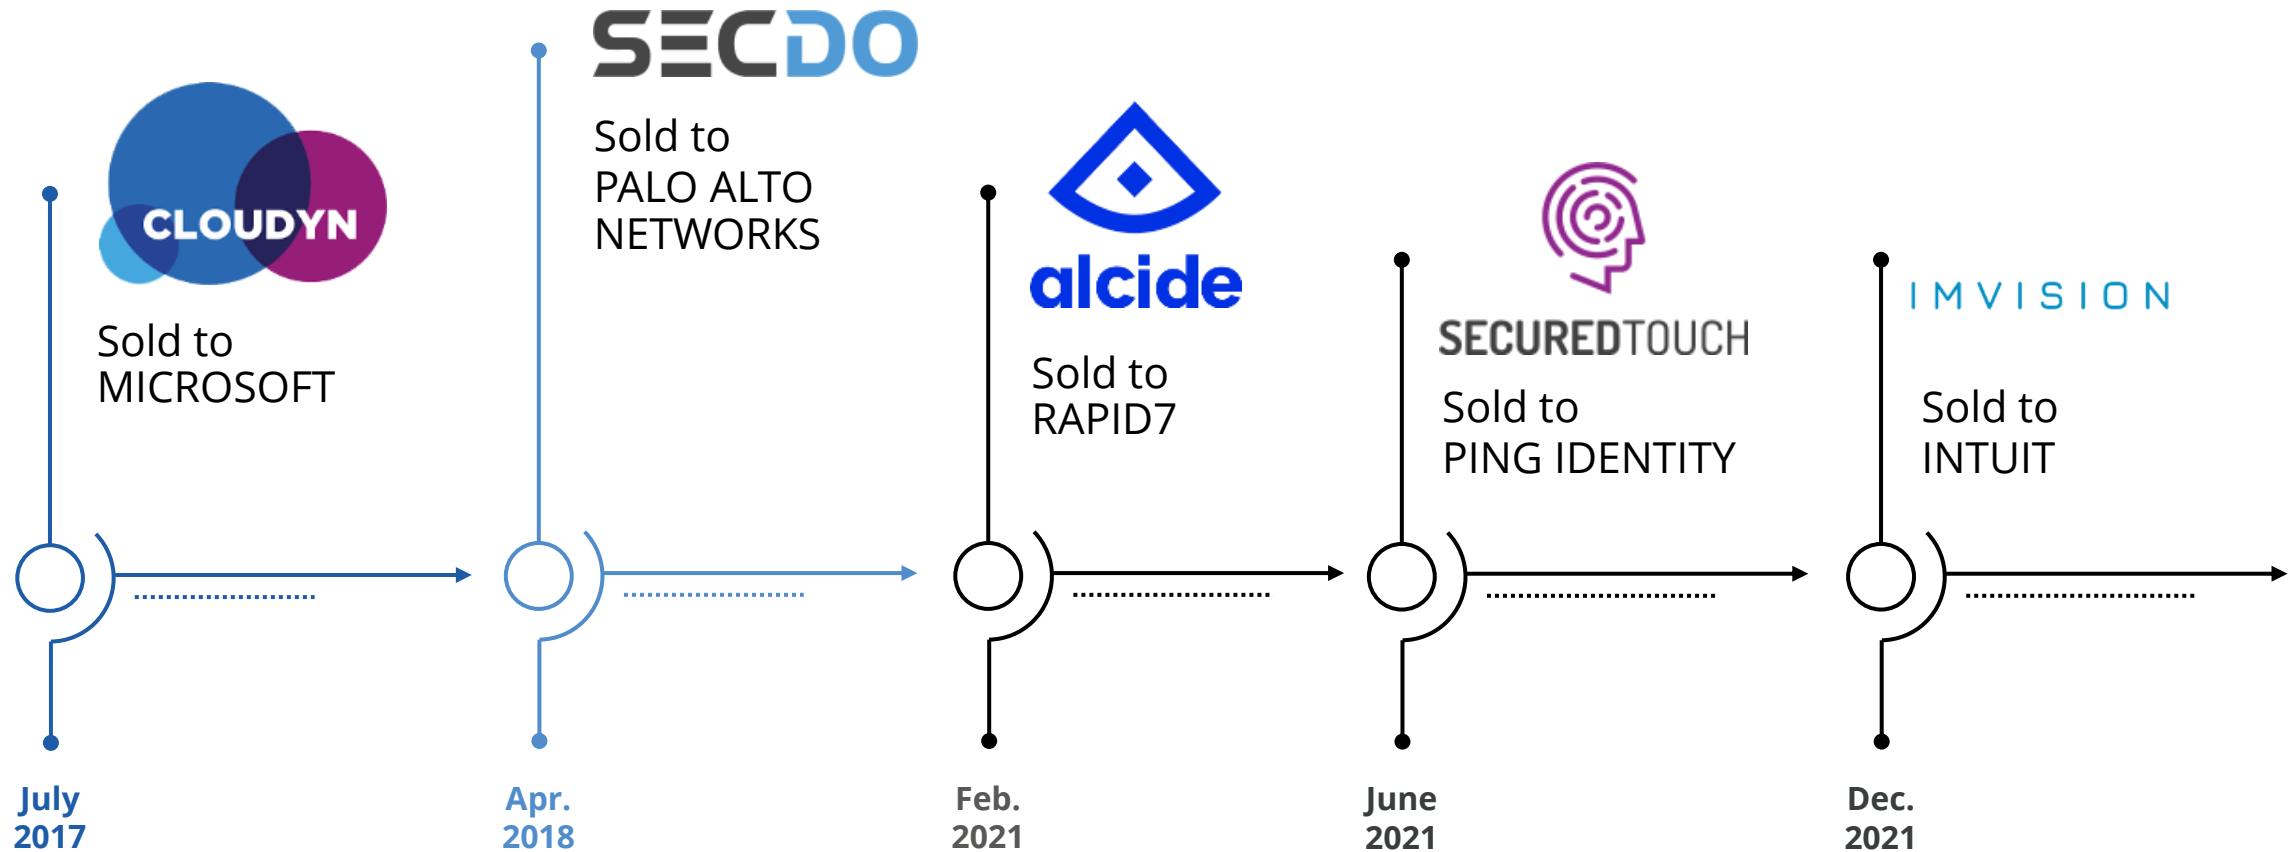 CLOUDYN
Sold to
MICROSOFT
July
2017
SECDO
Sold to
PALO ALTO
NETWORKS
Apr.
2018
alcide
Sold to
RAPID7
Feb.
2021
SECUREDTOUCH
Sold to
PING IDENTITY
June
2021
IMVISION
Sold to
INTUIT
Dec.
2021